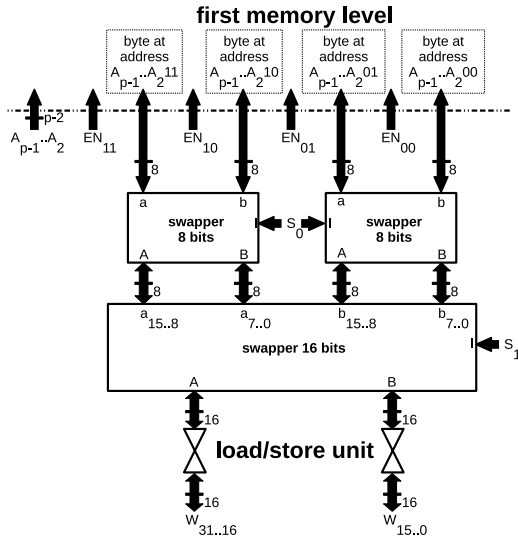 first memory level
byte at address A p-1..A 2 11
byte at address A p-1..A 2 10
byte at address A p-1..A 2 01
byte at address A p-1..A 2 00
p-2
A p-1..A 2
EN 11
EN 10
EN 01
EN 00
8 8 8 8
a b a b
swapper 8 bits
I S 0 I
swapper 8 bits
A B A B
8 8 8 8
a 15..8 a 7..0 b 15..8 b 7..0
swapper 16 bits
I S 1
A B
16 16
load/store unit
16 16
W 31..16 W 15..0